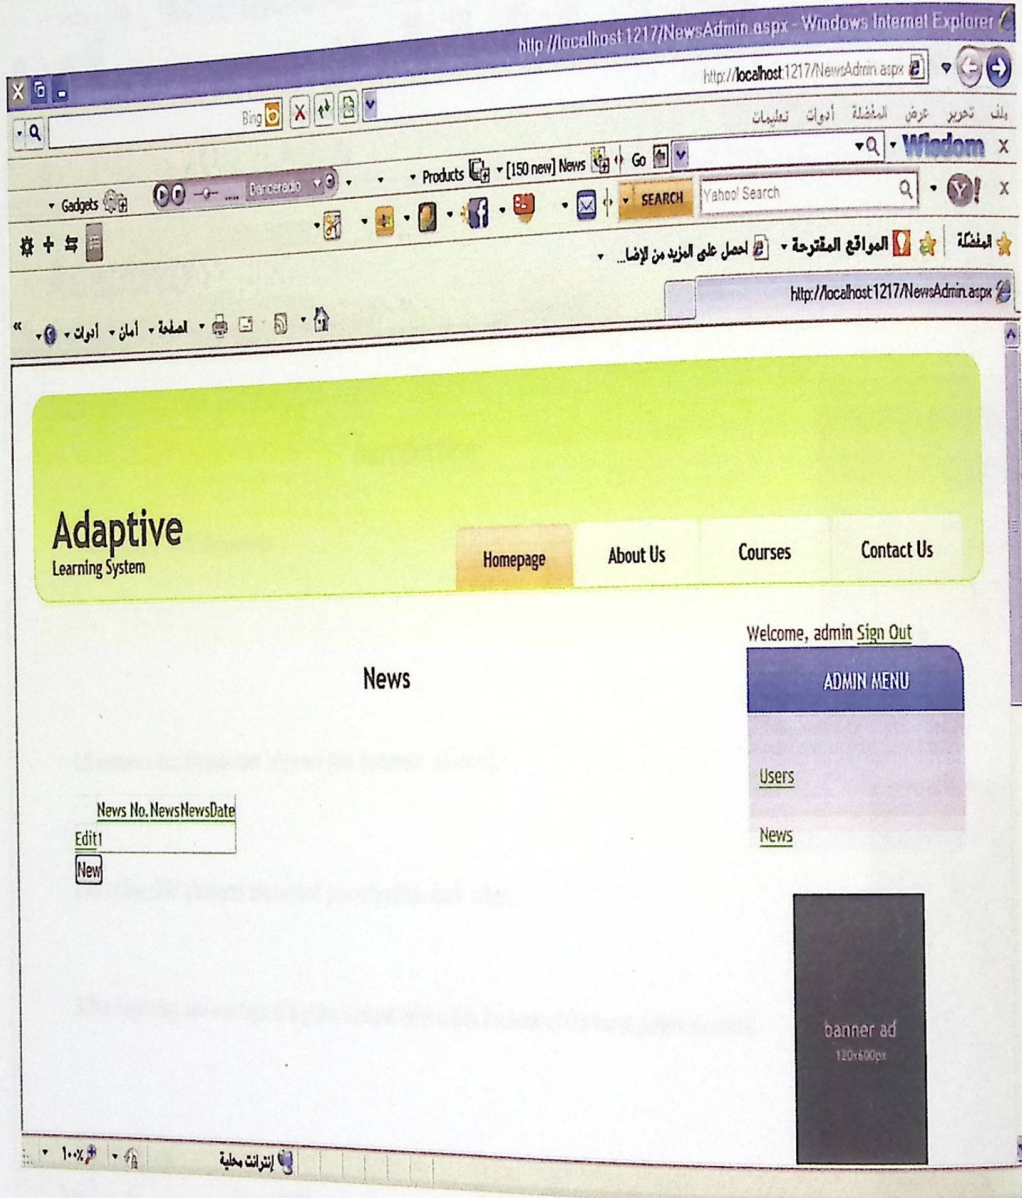 http://localhost:1217/NewsAdmin.aspx - Windows Internet Explorer
http://localhost:1217/NewsAdmin.aspx
Bing
ملف تحرير عرض المفضلة أدوات تعليمات
Wisdom
Go
[150 new] News
Products
Danceradio
Gadgets
Yahoo! Search
SEARCH
المفضلة
المواقع المقترحة
احصل على المزيد من الإضا...
http://localhost:1217/NewsAdmin.aspx
الصفحة أمان أدوات
Adaptive
Learning System
Homepage About Us Courses Contact Us
Welcome, admin Sign Out
News
ADMIN MENU
Users
News No. News NewsDate
Edit 1
News
New
banner ad
120x600px
إنترانت محلية
١٠٠%